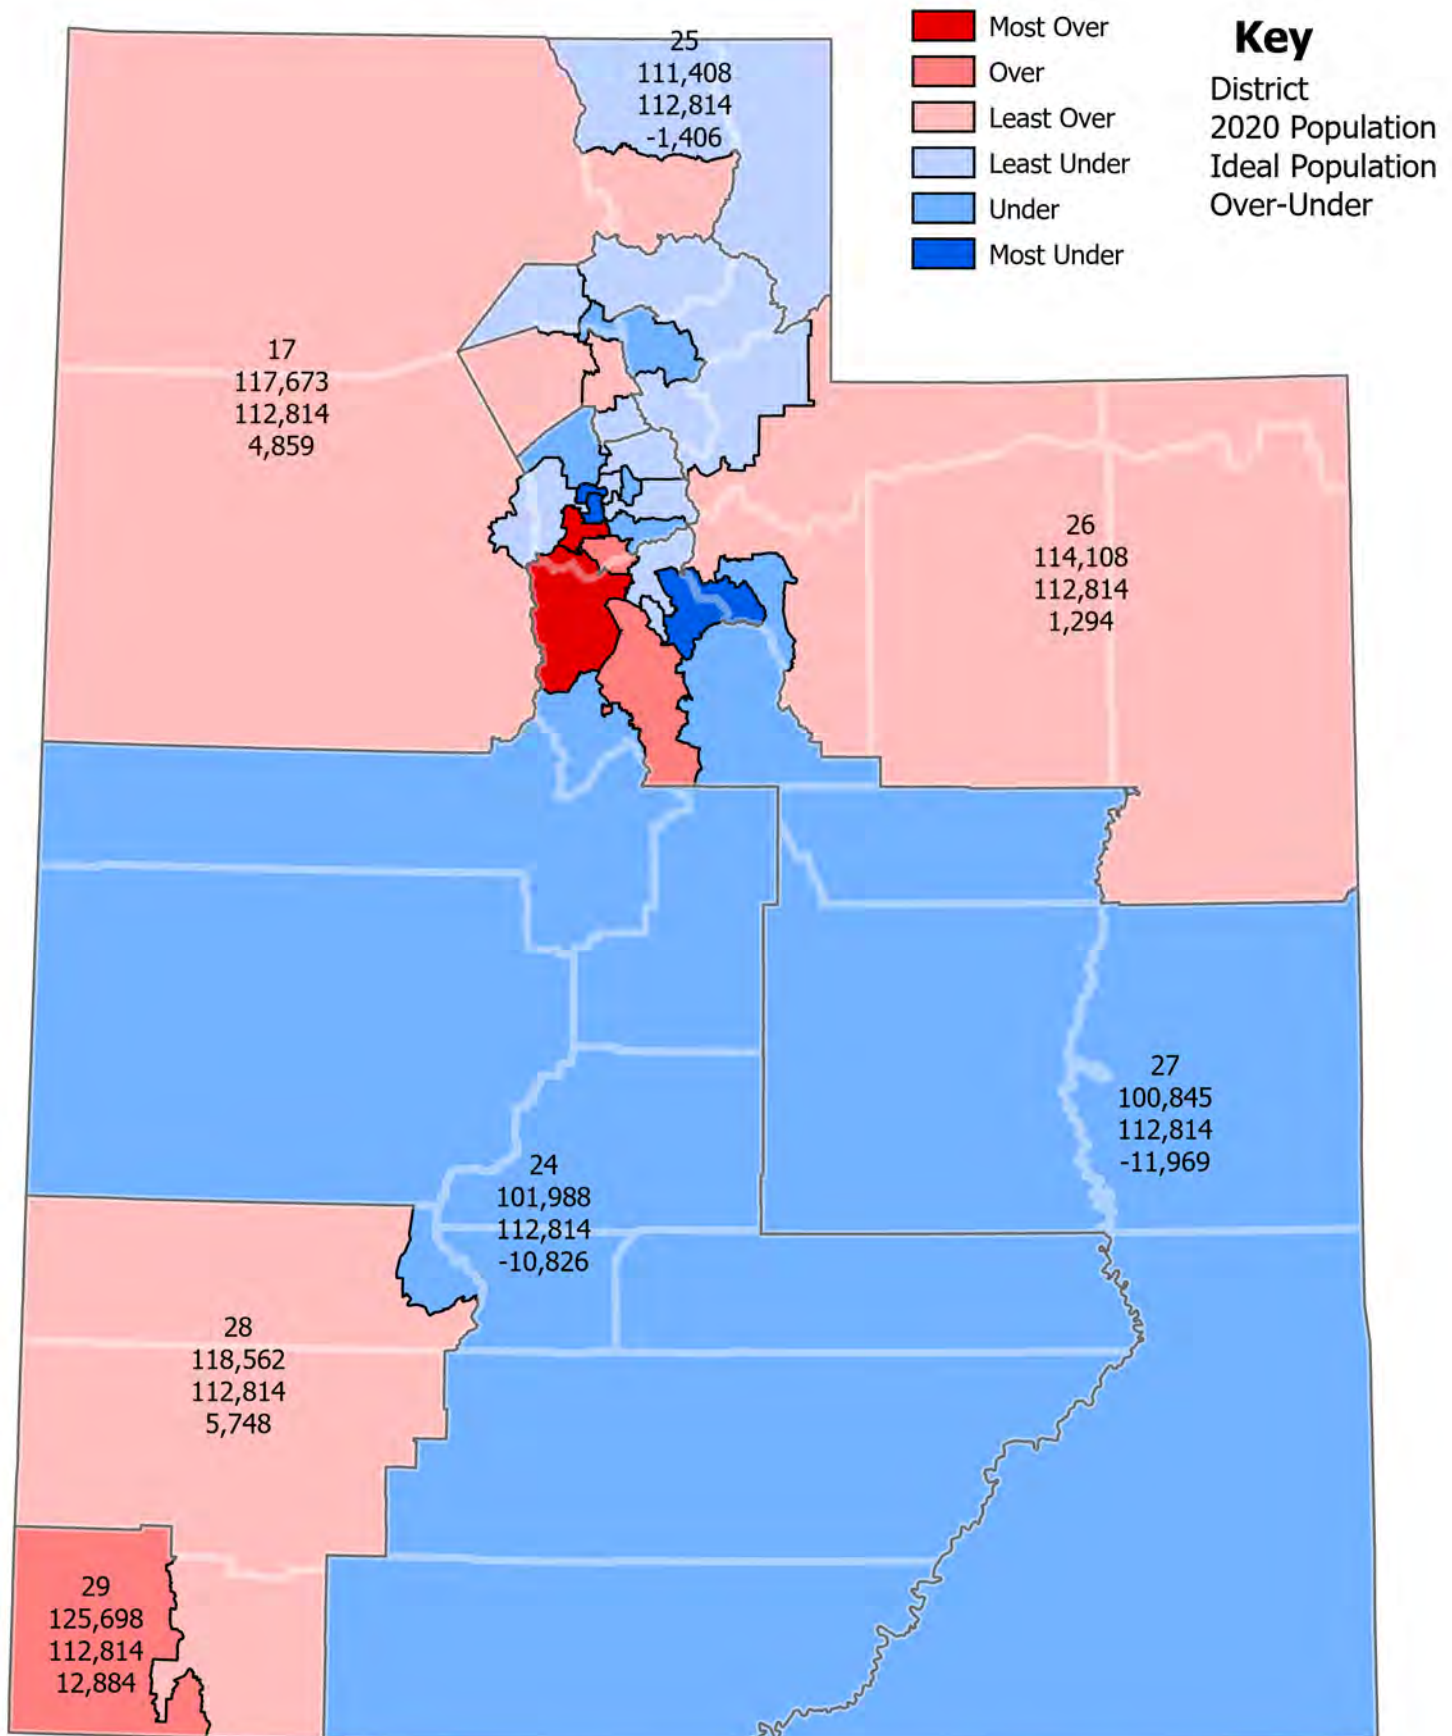 Most Over
Over
Least Over
Least Under
Under
Most Under
Key
District
2020 Population
Ideal Population
Over-Under
25
111,408
112,814
-1,406
17
117,673
112,814
4,859
26
114,108
112,814
1,294
27
100,845
112,814
-11,969
24
101,988
112,814
-10,826
28
118,562
112,814
5,748
29
125,698
112,814
12,884